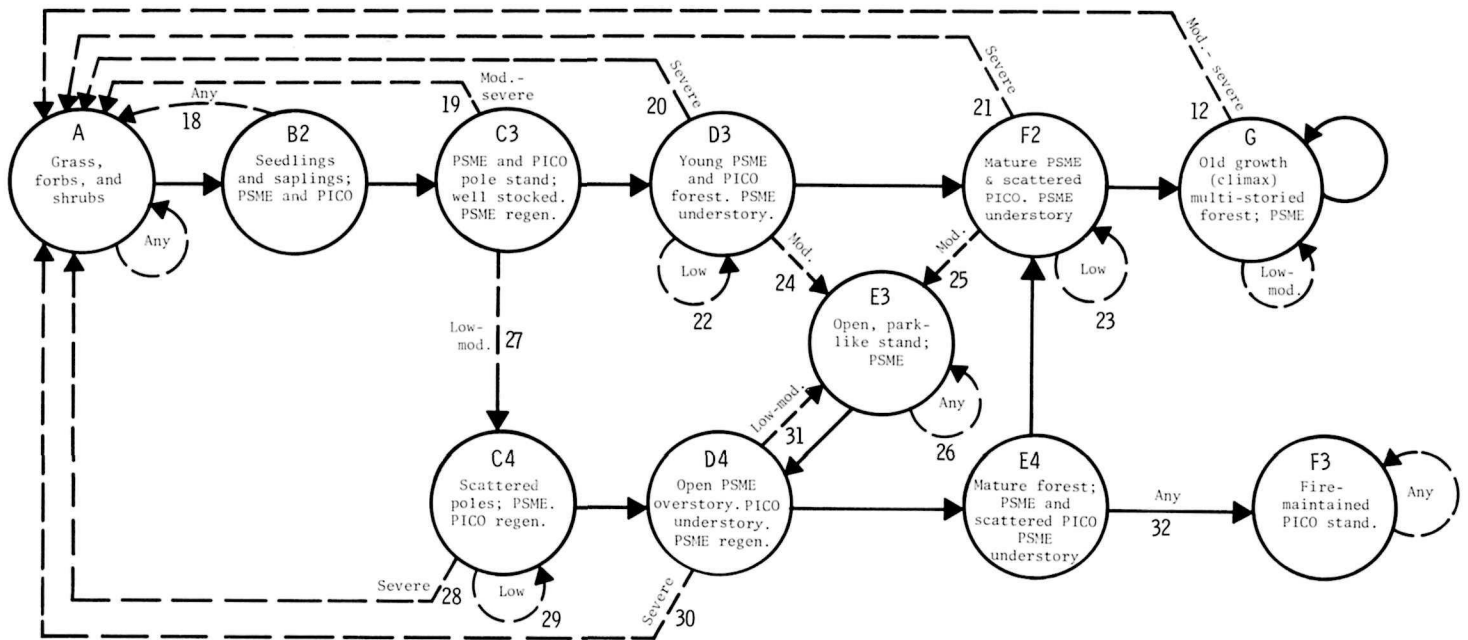 Mod.- severe
Severe
Severe
Mod.-
severe
Any
18
19
20
21
12
A
Grass,
forbs, and
shrubs
B2
Seedlings
and saplings;
PSME and PICO
C3
PSME and PICO
pole stand;
well stocked.
PSME regen.
D3
Young PSME
and PICO
forest. PSME
understory.
F2
Mature PSME
& scattered
PICO. PSME
understory
G
Old growth
(climax)
multi-storied
forest; PSME
Any
Low
22
Mod.
24
Mod.
25
Low
23
Low-
mod.
E3
Open, park-
like stand;
PSME
Low-
mod.
27
Low-mod.
31
Any
26
C4
Scattered
poles; PSME.
PICO regen.
D4
Open PSME
overstory. PICO
understory.
PSME regen.
E4
Mature forest;
PSME and
scattered PICO
PSME
understory
Any
32
F3
Fire-
maintained
PICO stand.
Any
Severe
28
Low
29
Severe
30